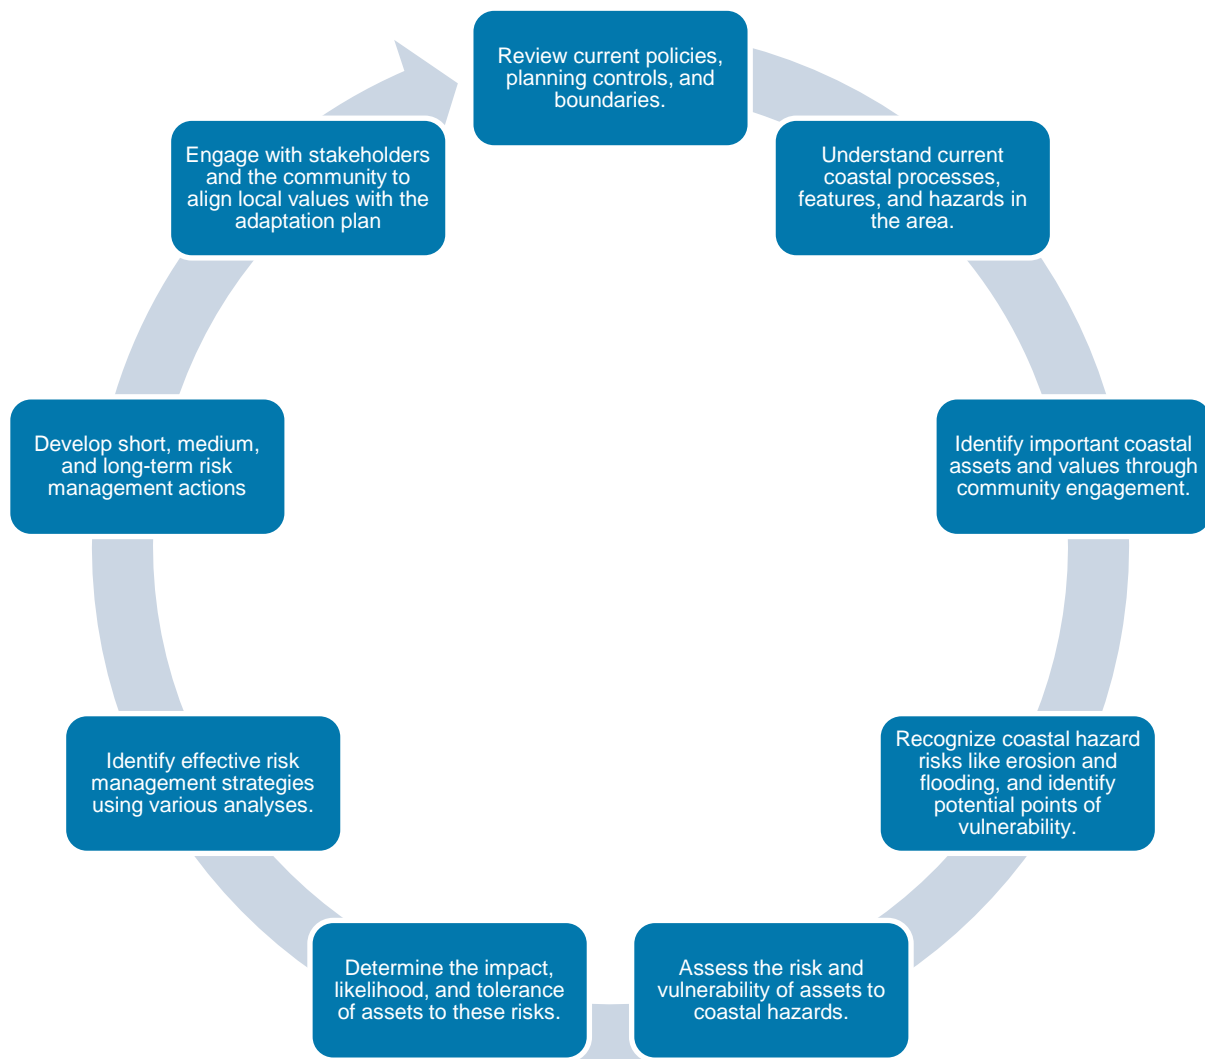 Review current policies,
planning controls, and
boundaries.
Understand current
coastal processes,
features, and hazards in
the area.
Identify important coastal
assets and values through
community engagement.
Recognize coastal hazard
risks like erosion and
flooding, and identify
potential points of
vulnerability.
Assess the risk and
vulnerability of assets to
coastal hazards.
Determine the impact,
likelihood, and tolerance
of assets to these risks.
Identify effective risk
management strategies
using various analyses.
Develop short, medium,
and long-term risk
management actions
Engage with stakeholders
and the community to
align local values with the
adaptation plan